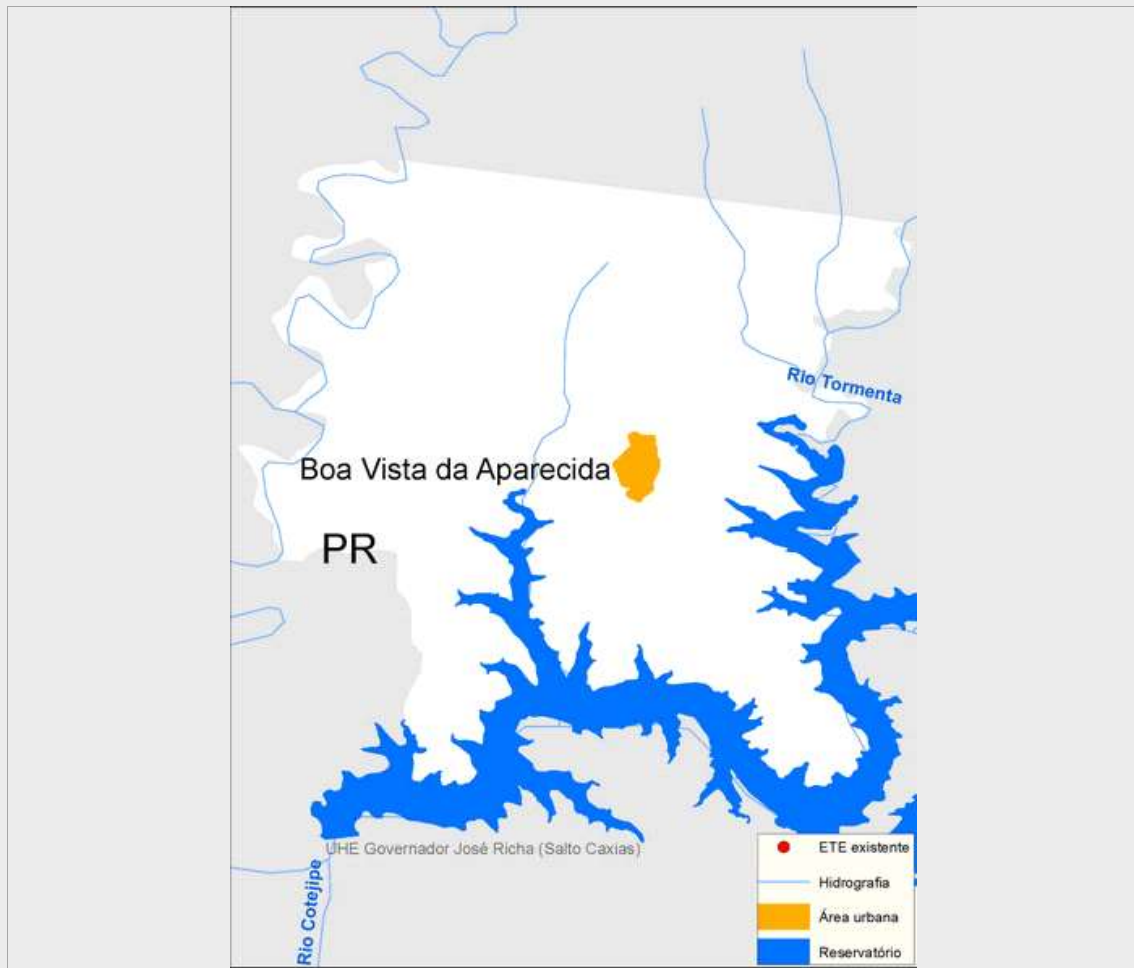 Rio Tormenta
Boa Vista da Aparecida
PR
UHE Governador José Richa (Salto Caxias)
Rio Cotejipe
ETE existente
Hidrografia
Área urbana
Reservatório